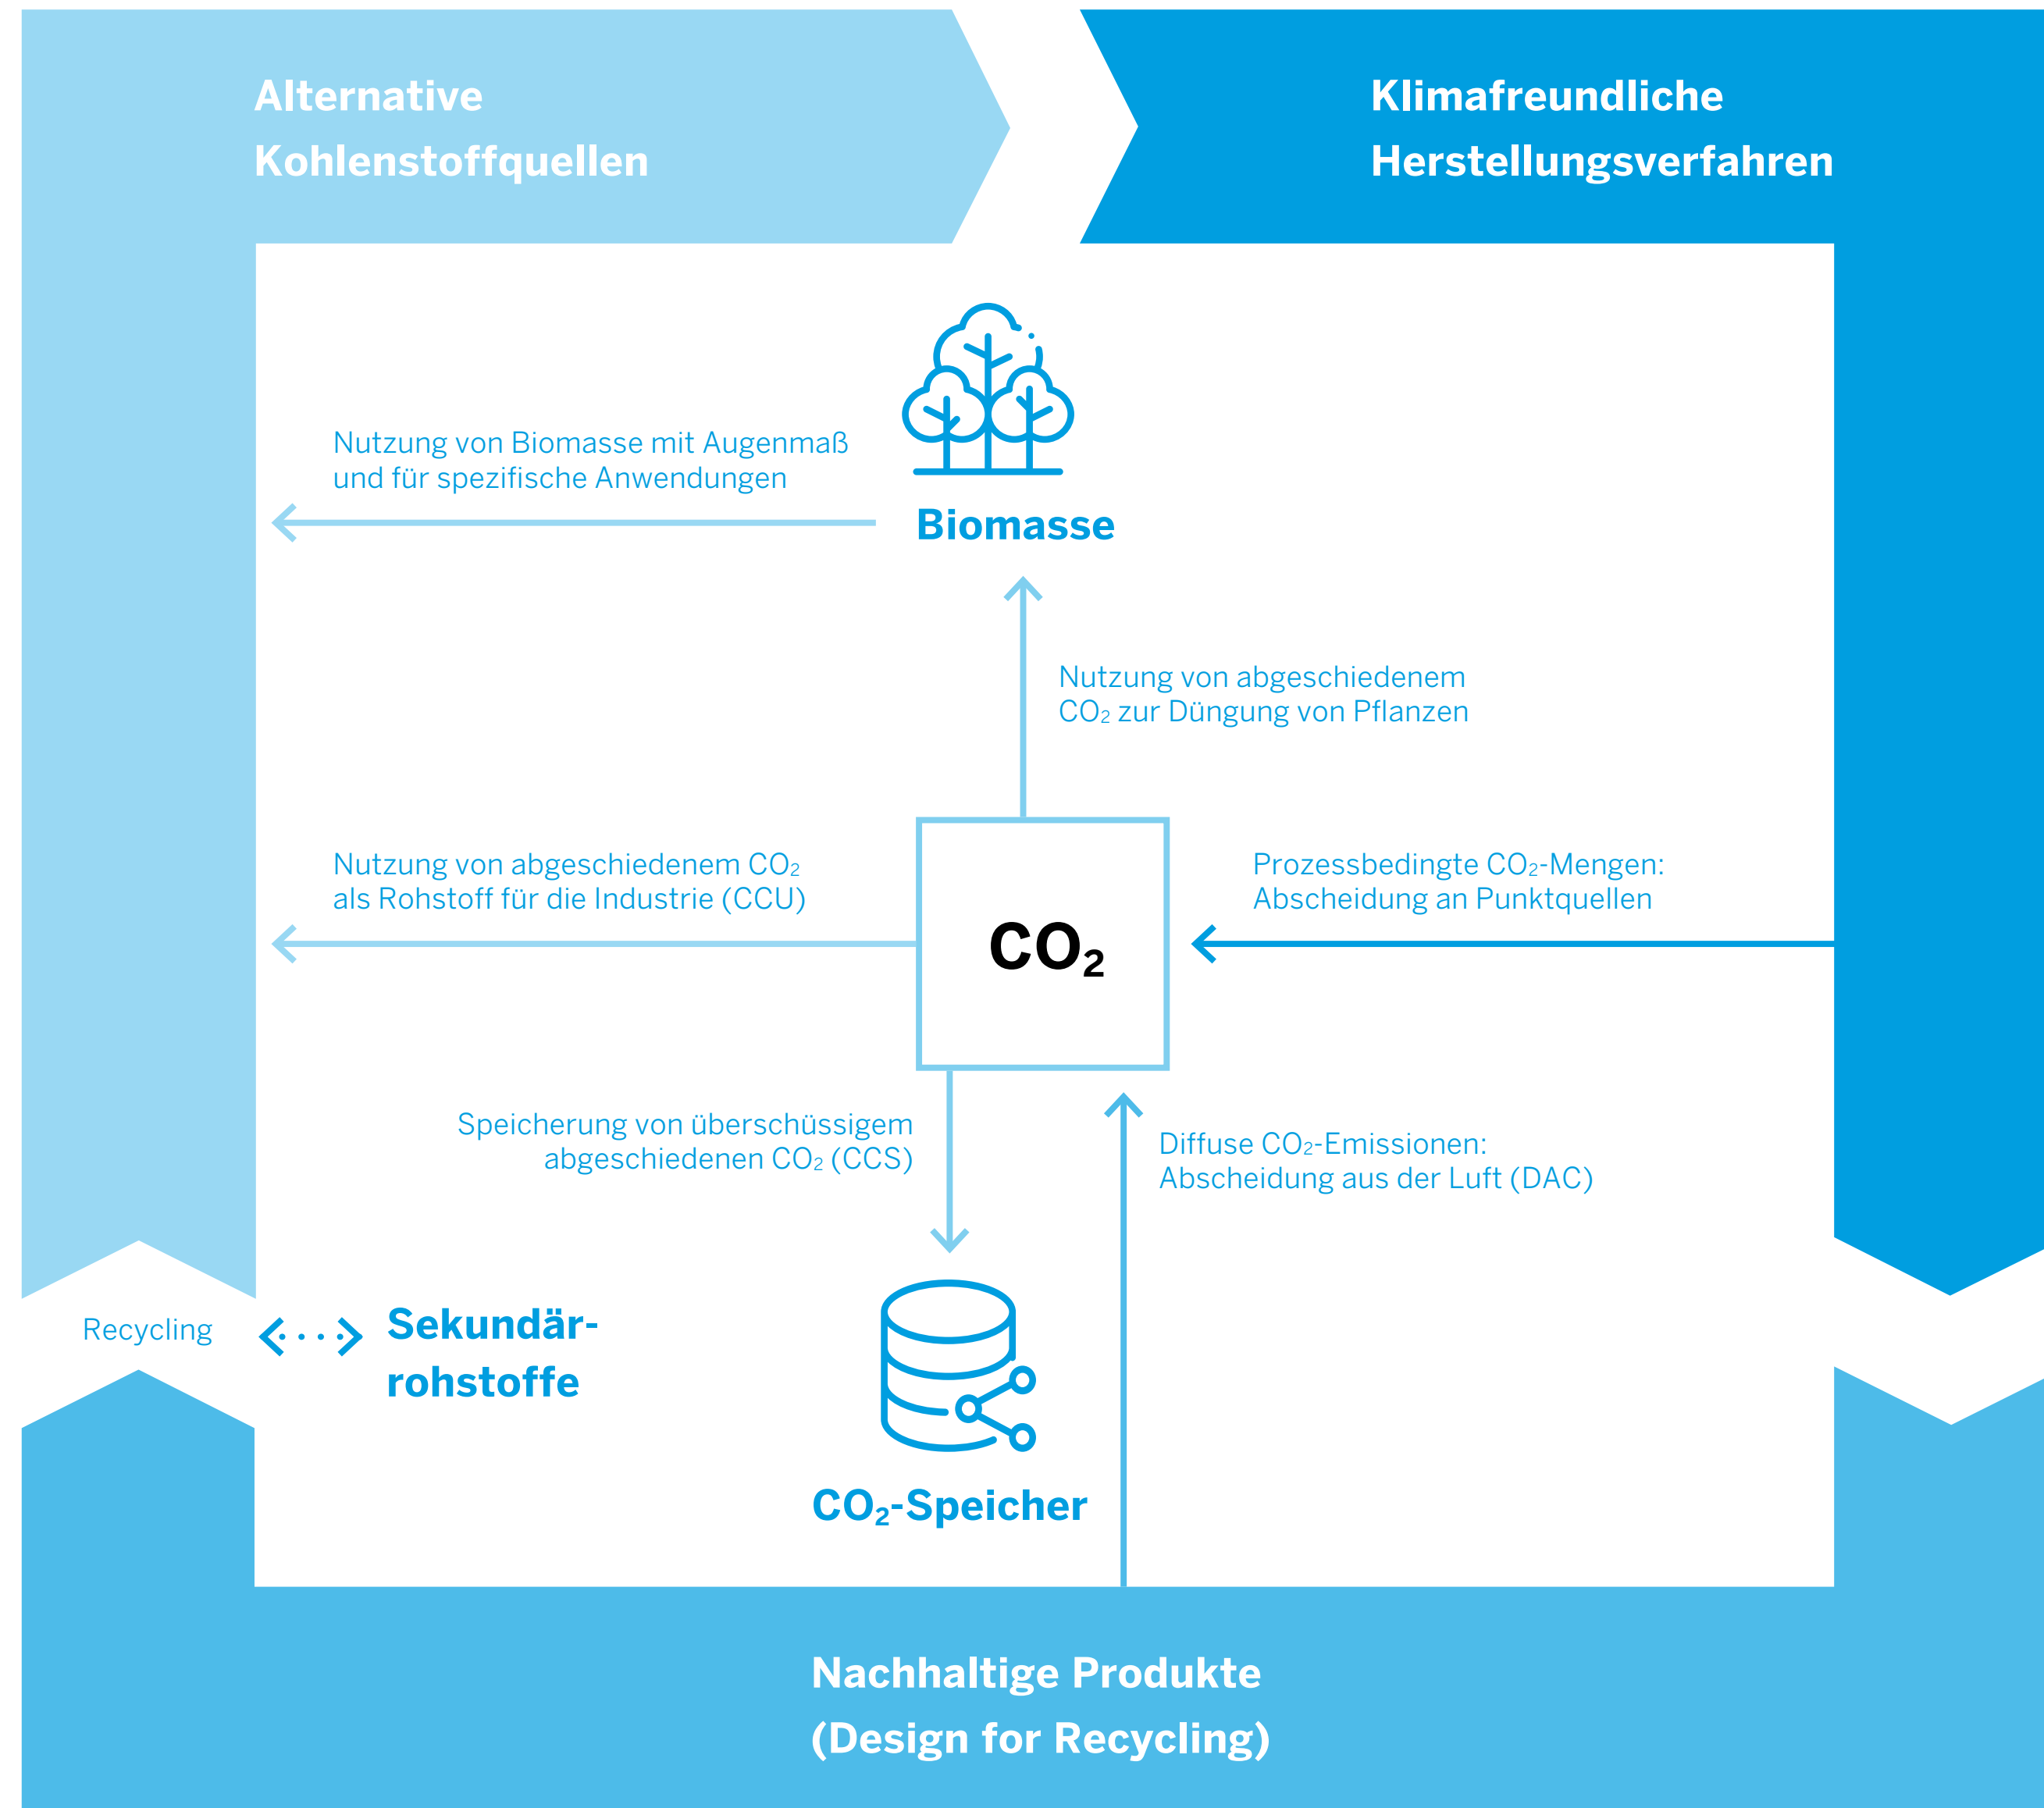 Alternative
Kohlenstoffquellen
Klimafreundliche
Herstellungsverfahren
Nutzung von Biomasse mit Augenmaß
und für spezifische Anwendungen
Biomasse
Nutzung von abgeschiedenem
CO₂ zur Düngung von Pflanzen
Nutzung von abgeschiedenem CO₂
als Rohstoff für die Industrie (CCU)
CO₂
Prozessbedingte CO₂-Mengen:
Abscheidung an Punktquellen
Speicherung von überschüssigem
abgeschiedenen CO₂ (CCS)
Diffuse CO₂-Emissionen:
Abscheidung aus der Luft (DAC)
Recycling
Sekundär-
rohstoffe
CO₂-Speicher
Nachhaltige Produkte
(Design for Recycling)